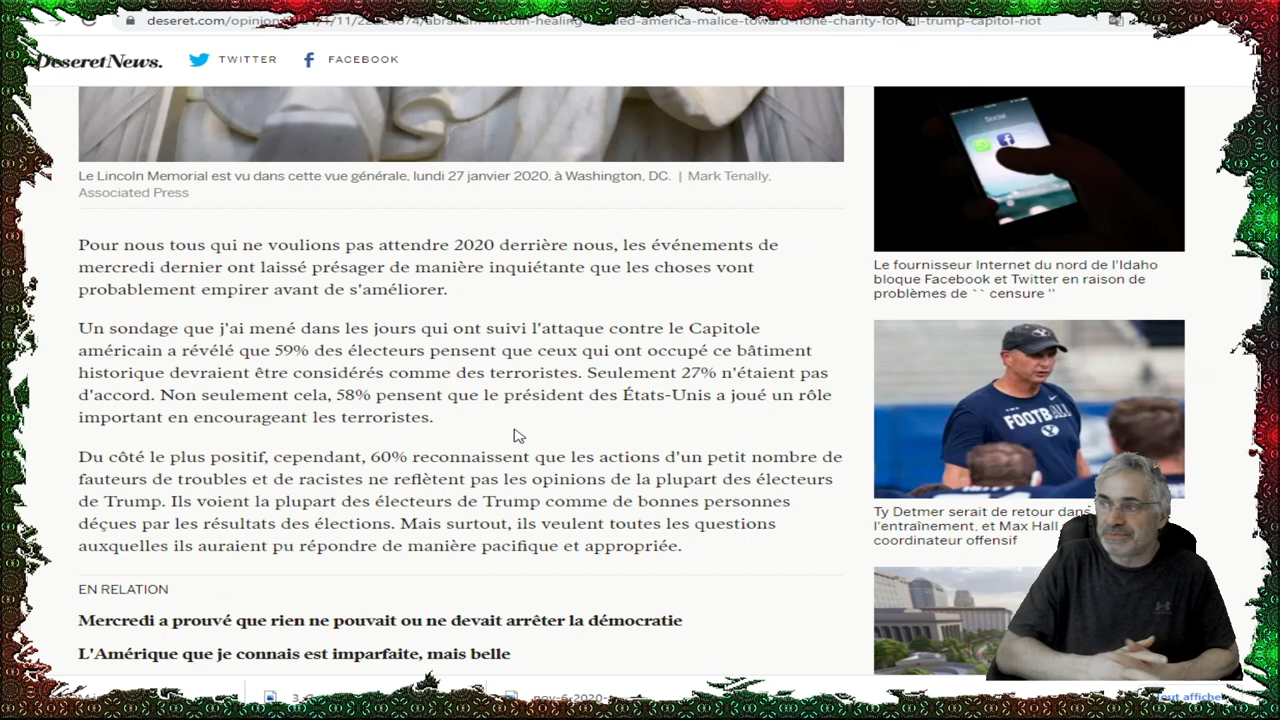 deseret.com/opinion
DeseretNews. TWITTER FACEBOOK
Le Lincoln Memorial est vu dans cette vue générale, lundi 27 janvier 2020, à Washington, DC. | Mark Tenally,
Associated Press
Pour nous tous qui ne voulions pas attendre 2020 derrière nous, les événements de
mercredi dernier ont laissé présager de manière inquiétante que les choses vont
probablement empirer avant de s'améliorer.
Un sondage que j'ai mené dans les jours qui ont suivi l'attaque contre le Capitole
américain a révélé que 59% des électeurs pensent que ceux qui ont occupé ce bâtiment
historique devraient être considérés comme des terroristes. Seulement 27% n'étaient pas
d'accord. Non seulement cela, 58% pensent que le président des États-Unis a joué un rôle
important en encourageant les terroristes.
Du côté le plus positif, cependant, 60% reconnaissent que les actions d'un petit nombre de
fauteurs de troubles et de racistes ne reflètent pas les opinions de la plupart des électeurs
de Trump. Ils voient la plupart des électeurs de Trump comme de bonnes personnes
déçues par les résultats des élections. Mais surtout, ils veulent toutes les questions
auxquelles ils auraient pu répondre de manière pacifique et appropriée.
EN RELATION
Mercredi a prouvé que rien ne pouvait ou ne devait arrêter la démocratie
L'Amérique que je connais est imparfaite, mais belle
Social
Le fournisseur Internet du nord de l'Idaho
bloque Facebook et Twitter en raison de
problèmes de `` censure ''
FOOTBALL
Ty Detmer serait de retour dans
l'entraînement, et Max Hall
coordinateur offensif
Tout affiche